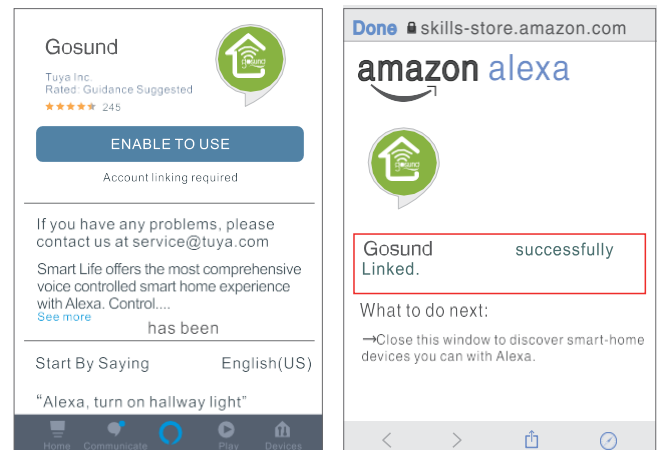 Gosund
Tuya Inc.
Rated: Guidance Suggested
245
gosund
ENABLE TO USE
Account linking required
If you have any problems, please
contact us at service@tuya.com
Smart Life offers the most comprehensive
voice controlled smart home experience
with Alexa. Control....
See more
has been
Start By Saying English(US)
“Alexa, turn on hallway light”
Home Communicate Play Devices
Done skills-store.amazon.com
amazon alexa
gosund
Gosund successfully
Linked.
What to do next:
→Close this window to discover smart-home
devices you can with Alexa.